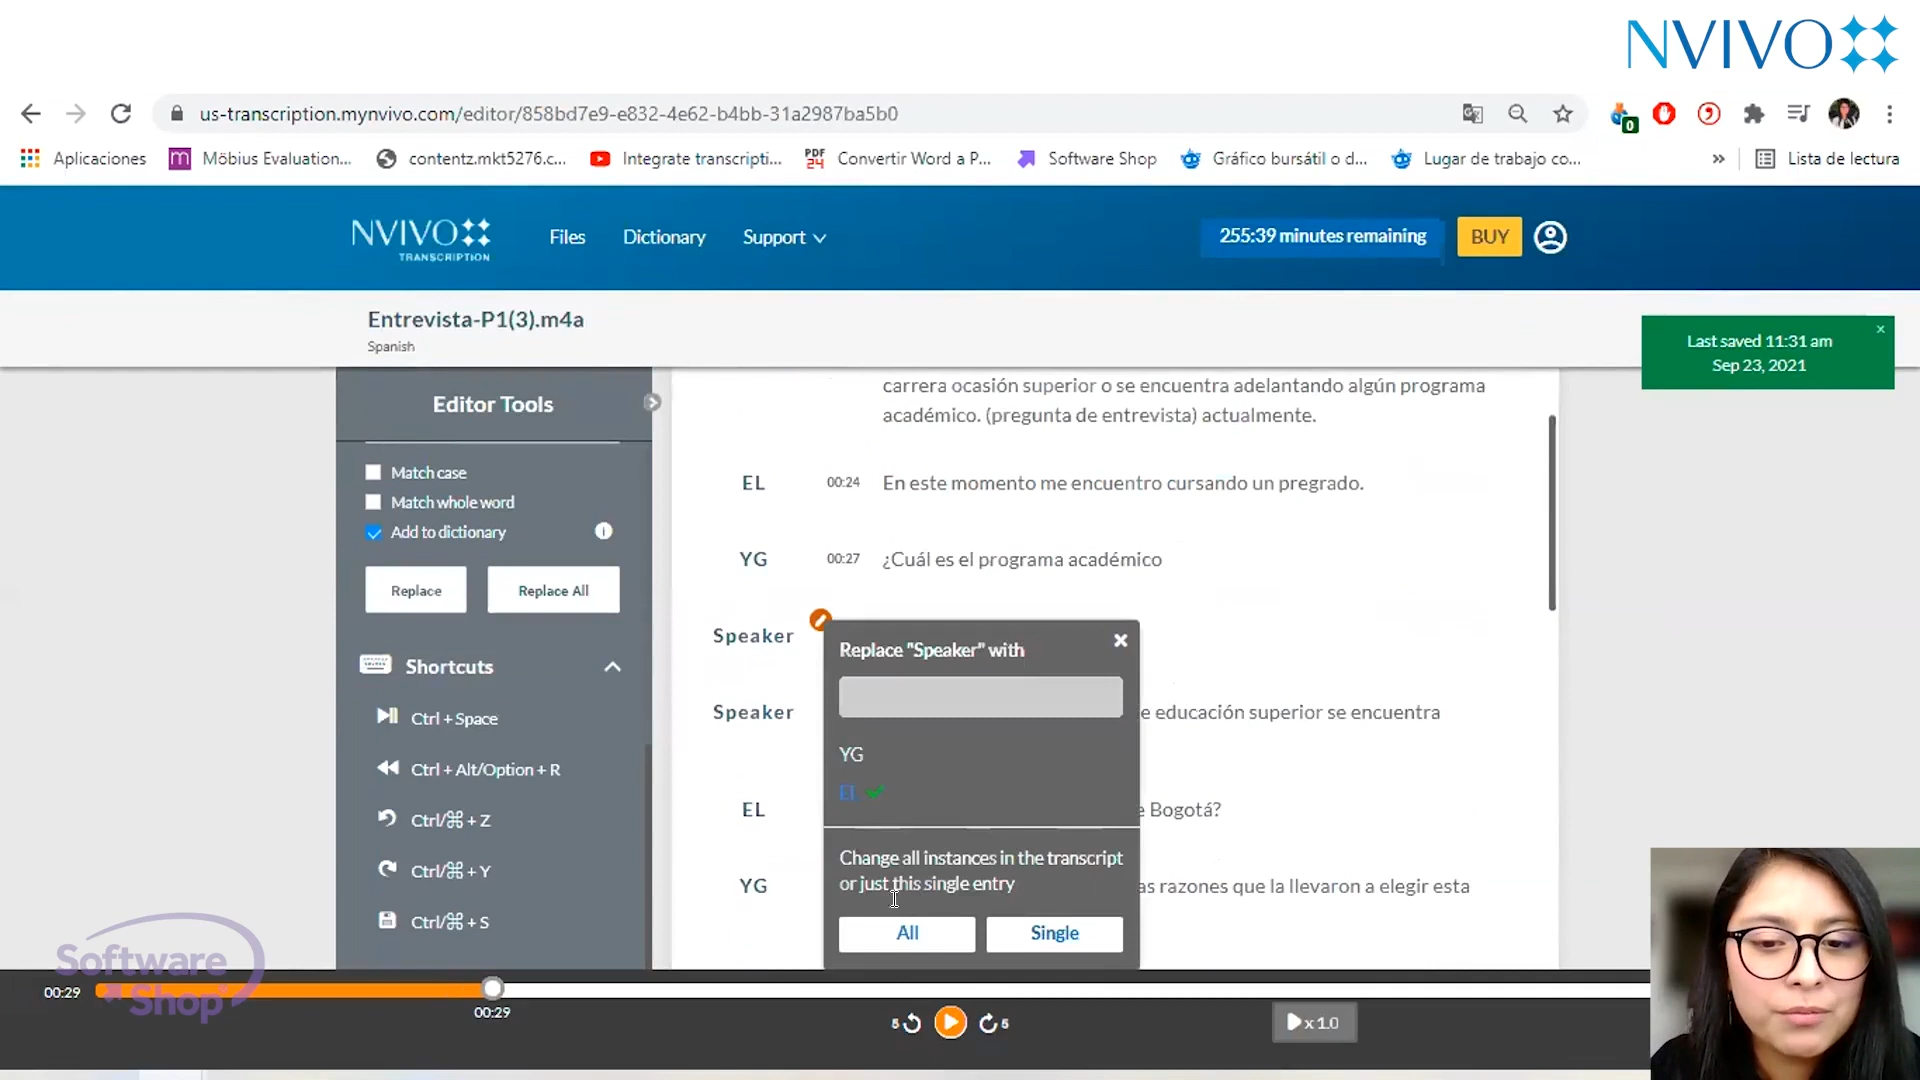 NVIVO
us-transcription.mynvivo.com/editor/858bd7e9-e832-4e62-b4bb-31a2987ba5b0
0
Aplicaciones
m Möbius Evaluation...
contentz.mkt5276.c...
Integrate transcripti...
PDF 24 Convertir Word a P...
Software Shop
Gráfico bursátil o d...
Lugar de trabajo co...
»
Lista de lectura
NVIVO
TRANSCRIPTION
Files
Dictionary
Support
255:39 minutes remaining
BUY
Entrevista-P1(3).m4a
Spanish
Last saved 11:31 am
Sep 23, 2021
×
Editor Tools
Match case
Match whole word
Add to dictionary
Replace
Replace All
Shortcuts
Ctrl + Space
Ctrl + Alt/Option + R
Ctrl/⌘ + Z
Ctrl/⌘ + Y
Ctrl/⌘ + S
carrera ocasión superior o se encuentra adelantando algún programa
académico. (pregunta de entrevista) actualmente.
EL 00:24 En este momento me encuentro cursando un pregrado.
YG 00:27 ¿Cuál es el programa académico
Speaker
Speaker e educación superior se encuentra
EL e Bogotá?
YG as razones que la llevaron a elegir esta
Replace "Speaker" with
×
YG
EL
Change all instances in the transcript
or just this single entry
All
Single
Software
Shop
00:29
00:29
5
5
x 1.0